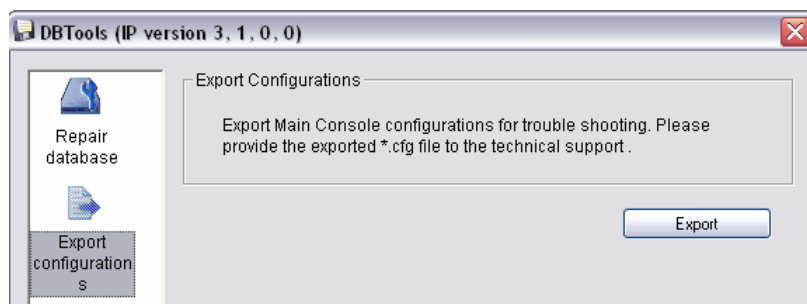 DBTools (IP version 3, 1, 0, 0)
Repair
database
Export
configuration
s
Export Configurations
Export Main Console configurations for trouble shooting. Please
provide the exported *.cfg file to the technical support .
Export